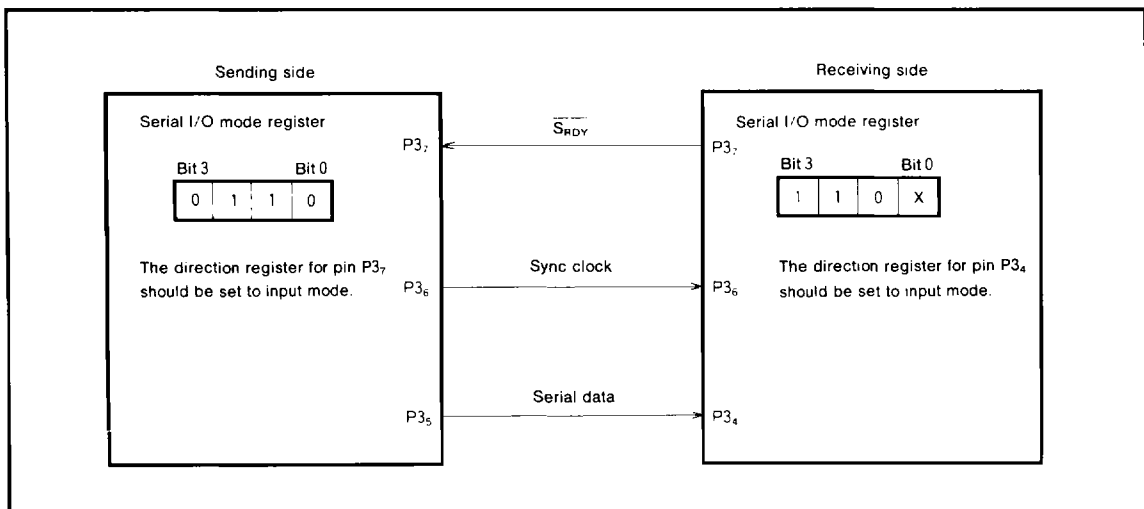 Sending side
Serial I/O mode register
Bit 3 Bit 0
0 1 1 0
The direction register for pin P3₇
should be set to input mode.
P3₇
P3₆
P3₅
S̅R̅D̅Y̅
Sync clock
Serial data
Receiving side
Serial I/O mode register
P3₇
Bit 3 Bit 0
1 1 0 X
The direction register for pin P3₄
should be set to input mode.
P3₆
P3₄